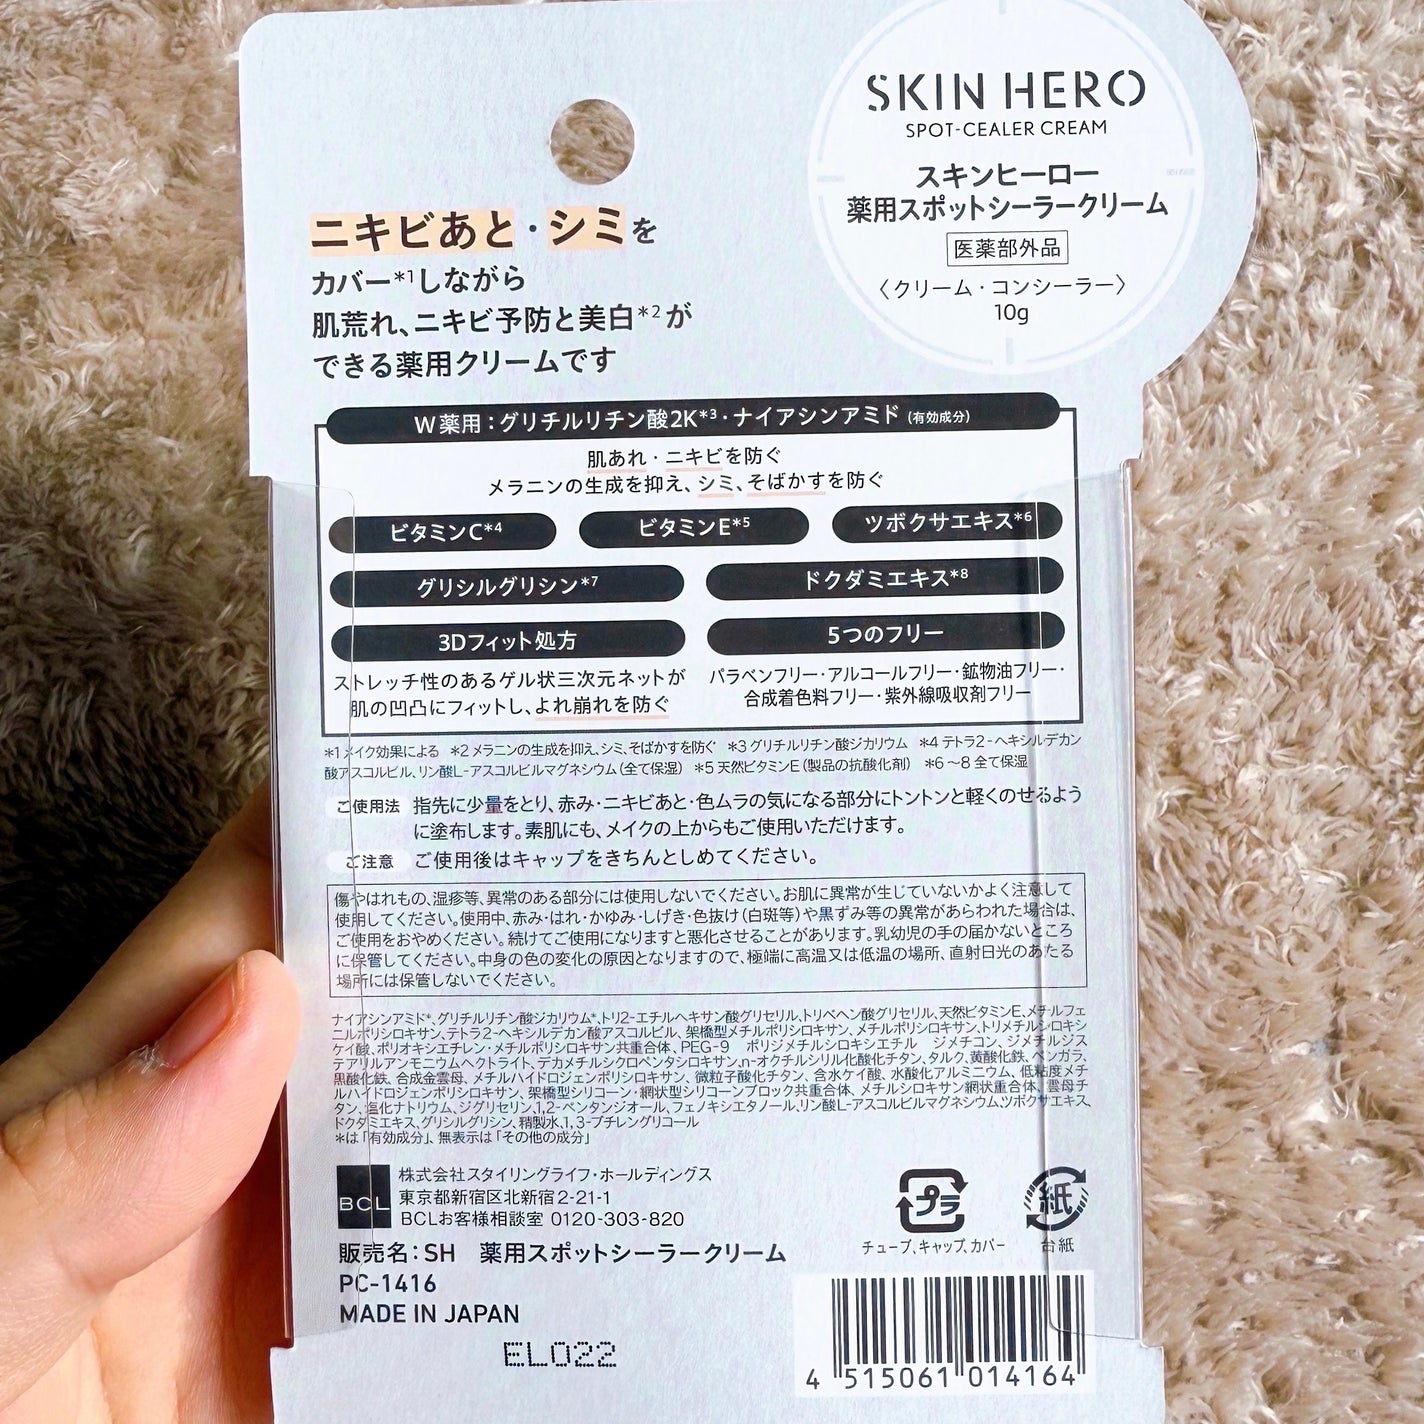 SKIN HERO
SPOT-CEALER CREAM
スキンヒーロー
薬用スポットシーラークリーム
医薬部外品
〈クリーム・コンシーラー〉
10g
ニキビあと・シミを
カバー*1しながら
肌荒れ、ニキビ予防と美白*2が
できる薬用クリームです
W薬用：グリチルリチン酸2K*3・ナイアシンアミド（有効成分）
肌あれ・ニキビを防ぐ
メラニンの生成を抑え、シミ、そばかすを防ぐ
ビタミンC*4 ビタミンE*5 ツボクサエキス*6
グリシルグリシン*7 ドクダミエキス*8
3Dフィット処方
ストレッチ性のあるゲル状三次元ネットが
肌の凹凸にフィットし、よれ崩れを防ぐ
5つのフリー
パラベンフリー・アルコールフリー・鉱物油フリー・
合成着色料フリー・紫外線吸収剤フリー
*1メイク効果による *2メラニンの生成を抑え、シミ、そばかすを防ぐ *3グリチルリチン酸ジカリウム *4テトラ2-ヘキシルデカン
酸アスコルビル、リン酸L-アスコルビルマグネシウム（全て保湿） *5天然ビタミンE（製品の抗酸化剤） *6～8全て保湿
ご使用法 指先に少量をとり、赤み・ニキビあと・色ムラの気になる部分にトントンと軽くのせるよう
に塗布します。素肌にも、メイクの上からもご使用いただけます。
ご注意 ご使用後はキャップをきちんとしめてください。
傷やはれもの、湿疹等、異常のある部分には使用しないでください。お肌に異常が生じていないかよく注意して
使用してください。使用中、赤み・はれ・かゆみ・しげき・色抜け（白斑等）や黒ずみ等の異常があらわれた場合は、
ご使用をおやめください。続けてご使用になりますと悪化させることがあります。乳幼児の手の届かないところ
に保管してください。中身の色の変化の原因となりますので、極端に高温又は低温の場所、直射日光のあたる
場所には保管しないでください。
ナイアシンアミド*、グリチルリチン酸ジカリウム*、トリ2-エチルヘキサン酸グリセリル、トリベヘン酸グリセリル、天然ビタミンE、メチルフェ
ニルポリシロキサン、テトラ2-ヘキシルデカン酸アスコルビル、架橋型メチルポリシロキサン、メチルポリシロキサン、トリメチルシロキシ
ケイ酸、ポリオキシエチレン・メチルポリシロキサン共重合体、PEG-9　ポリジメチルシロキシエチル　ジメチコン、ジメチルジス
テアリルアンモニウムヘクトライト、デカメチルシクロペンタシロキサン、n-オクチルシリル化酸化チタン、タルク、黄酸化鉄、ベンガラ、
黒酸化鉄、合成金雲母、メチルハイドロジェンポリシロキサン、微粒子酸化チタン、含水ケイ酸、水酸化アルミニウム、低粘度メチ
ルハイドロジェンポリシロキサン、架橋型シリコーン・網状型シリコーンブロック共重合体、メチルシロキサン網状重合体、雲母チ
タン、塩化ナトリウム、ジグリセリン、1,2-ペンタンジオール、フェノキシエタノール、リン酸L-アスコルビルマグネシウム、ツボクサエキス、
ドクダミエキス、グリシルグリシン、精製水、1,3-ブチレングリコール
*は「有効成分」、無表示は「その他の成分」
BCL
株式会社スタイリングライフ・ホールディングス
東京都新宿区北新宿2-21-1
BCLお客様相談室 0120-303-820
プラ
チューブ、キャップ、カバー
紙
台紙
販売名：SH　薬用スポットシーラークリーム
PC-1416
MADE IN JAPAN
EL022
4 515061 014164